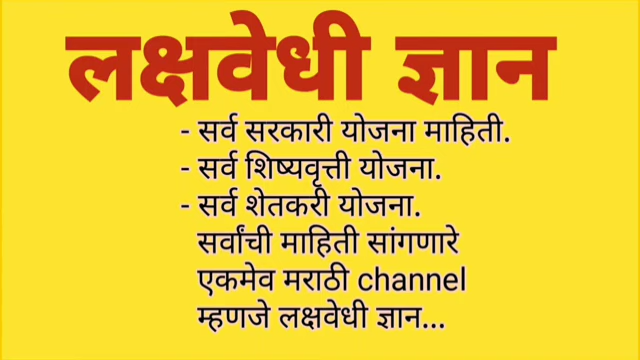 लक्षवेधी ज्ञान
- सर्व सरकारी योजना माहिती.
- सर्व शिष्यवृत्ती योजना.
- सर्व शेतकरी योजना.
सर्वांची माहिती सांगणारे
एकमेव मराठी channel
म्हणजे लक्षवेधी ज्ञान...